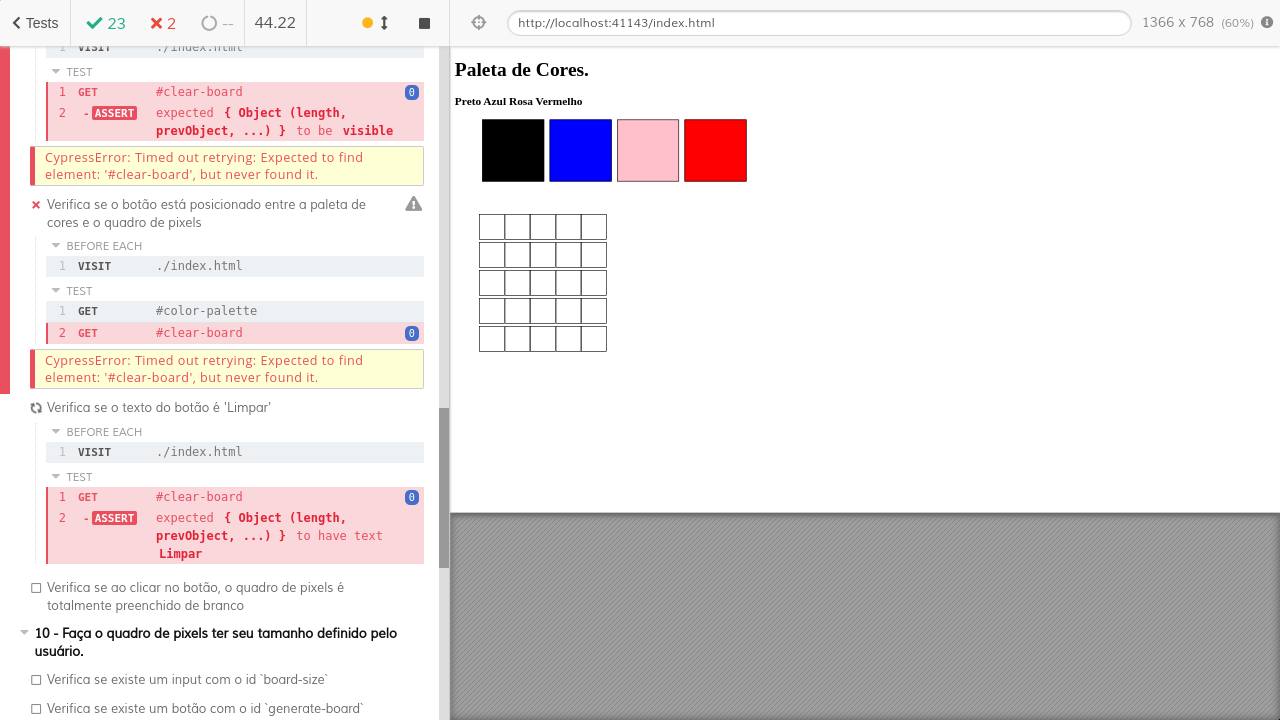 Tests 23 2 -- 44.22 http://localhost:41143/index.html 1366 x 768 (60%)
1 VISIT ./index.html
TEST
1 GET #clear-board 0
2 - ASSERT expected { Object (length,
prevObject, ...) } to be visible
CypressError: Timed out retrying: Expected to find
element: '#clear-board', but never found it.
Verifica se o botão está posicionado entre a paleta de
cores e o quadro de pixels
BEFORE EACH
1 VISIT ./index.html
TEST
1 GET #color-palette
2 GET #clear-board 0
CypressError: Timed out retrying: Expected to find
element: '#clear-board', but never found it.
Verifica se o texto do botão é 'Limpar'
BEFORE EACH
1 VISIT ./index.html
TEST
1 GET #clear-board 0
2 - ASSERT expected { Object (length,
prevObject, ...) } to have text
Limpar
Verifica se ao clicar no botão, o quadro de pixels é
totalmente preenchido de branco
10 - Faça o quadro de pixels ter seu tamanho definido pelo
usuário.
Verifica se existe um input com o id `board-size`
Verifica se existe um botão com o id `generate-board`
Paleta de Cores.
Preto Azul Rosa Vermelho